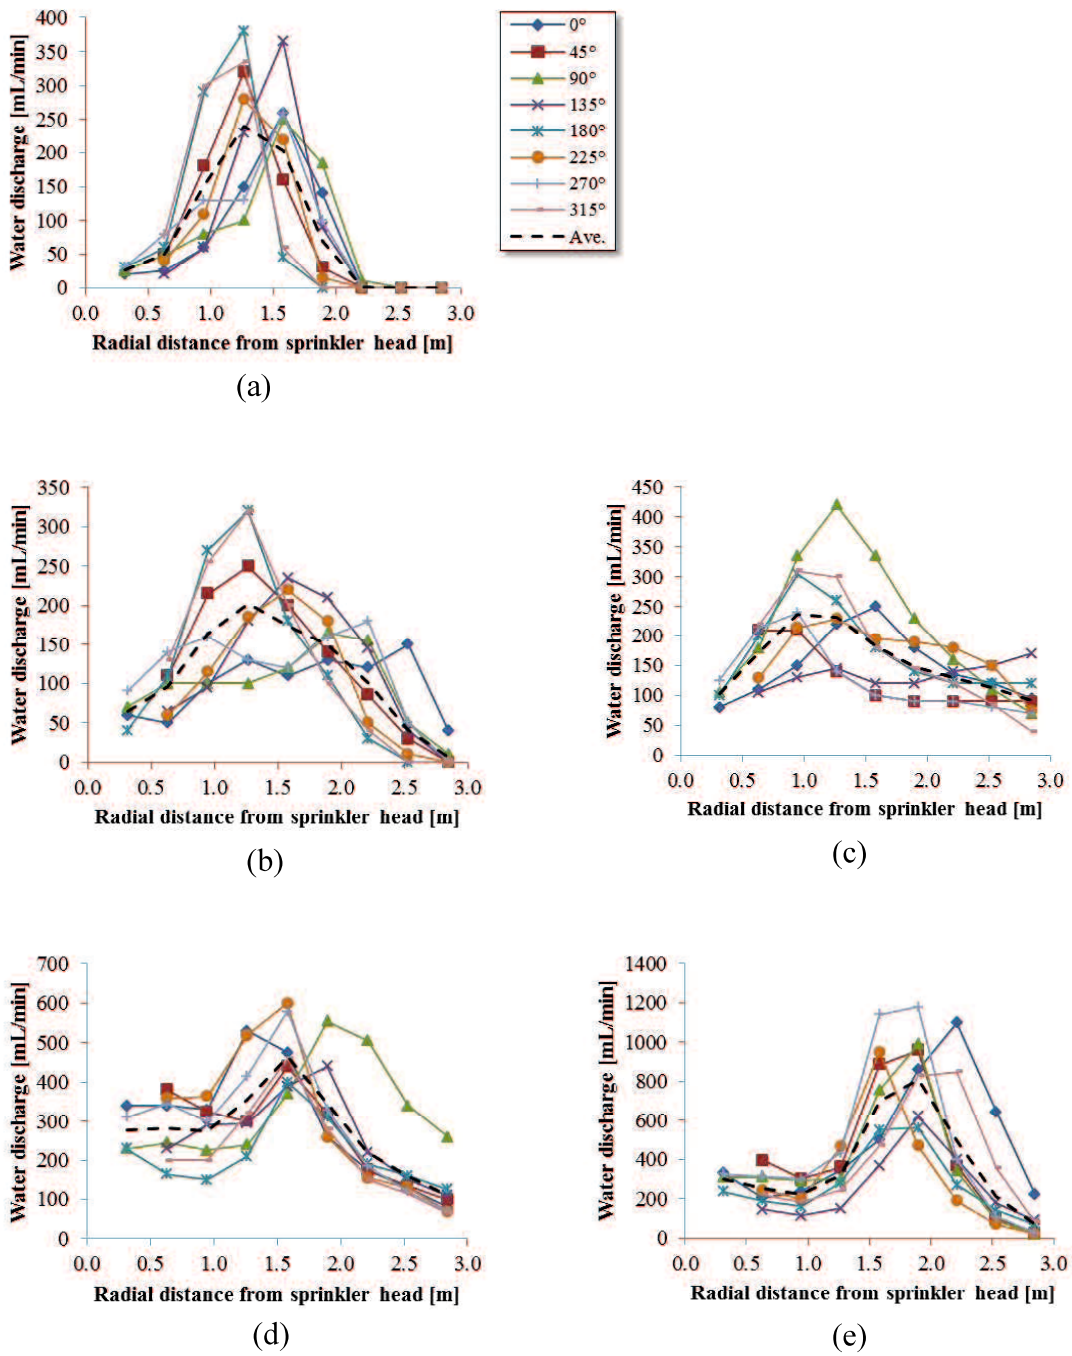 Water discharge [mL/min]
400
350
300
250
200
150
100
50
0
0.0 0.5 1.0 1.5 2.0 2.5 3.0
Radial distance from sprinkler head [m]
(a)
0°
45°
90°
135°
180°
225°
270°
315°
Ave.
Water discharge [mL/min]
350
300
250
200
150
100
50
0
0.0 0.5 1.0 1.5 2.0 2.5 3.0
Radial distance from sprinkler head [m]
(b)
Water discharge [mL/min]
450
400
350
300
250
200
150
100
50
0
0.0 0.5 1.0 1.5 2.0 2.5 3.0
Radial distance from sprinkler head [m]
(c)
Water discharge [mL/min]
700
600
500
400
300
200
100
0
0.0 0.5 1.0 1.5 2.0 2.5 3.0
Radial distance from sprinkler head [m]
(d)
Water discharge [mL/min]
1400
1200
1000
800
600
400
200
0
0.0 0.5 1.0 1.5 2.0 2.5 3.0
Radial distance from sprinkler head [m]
(e)